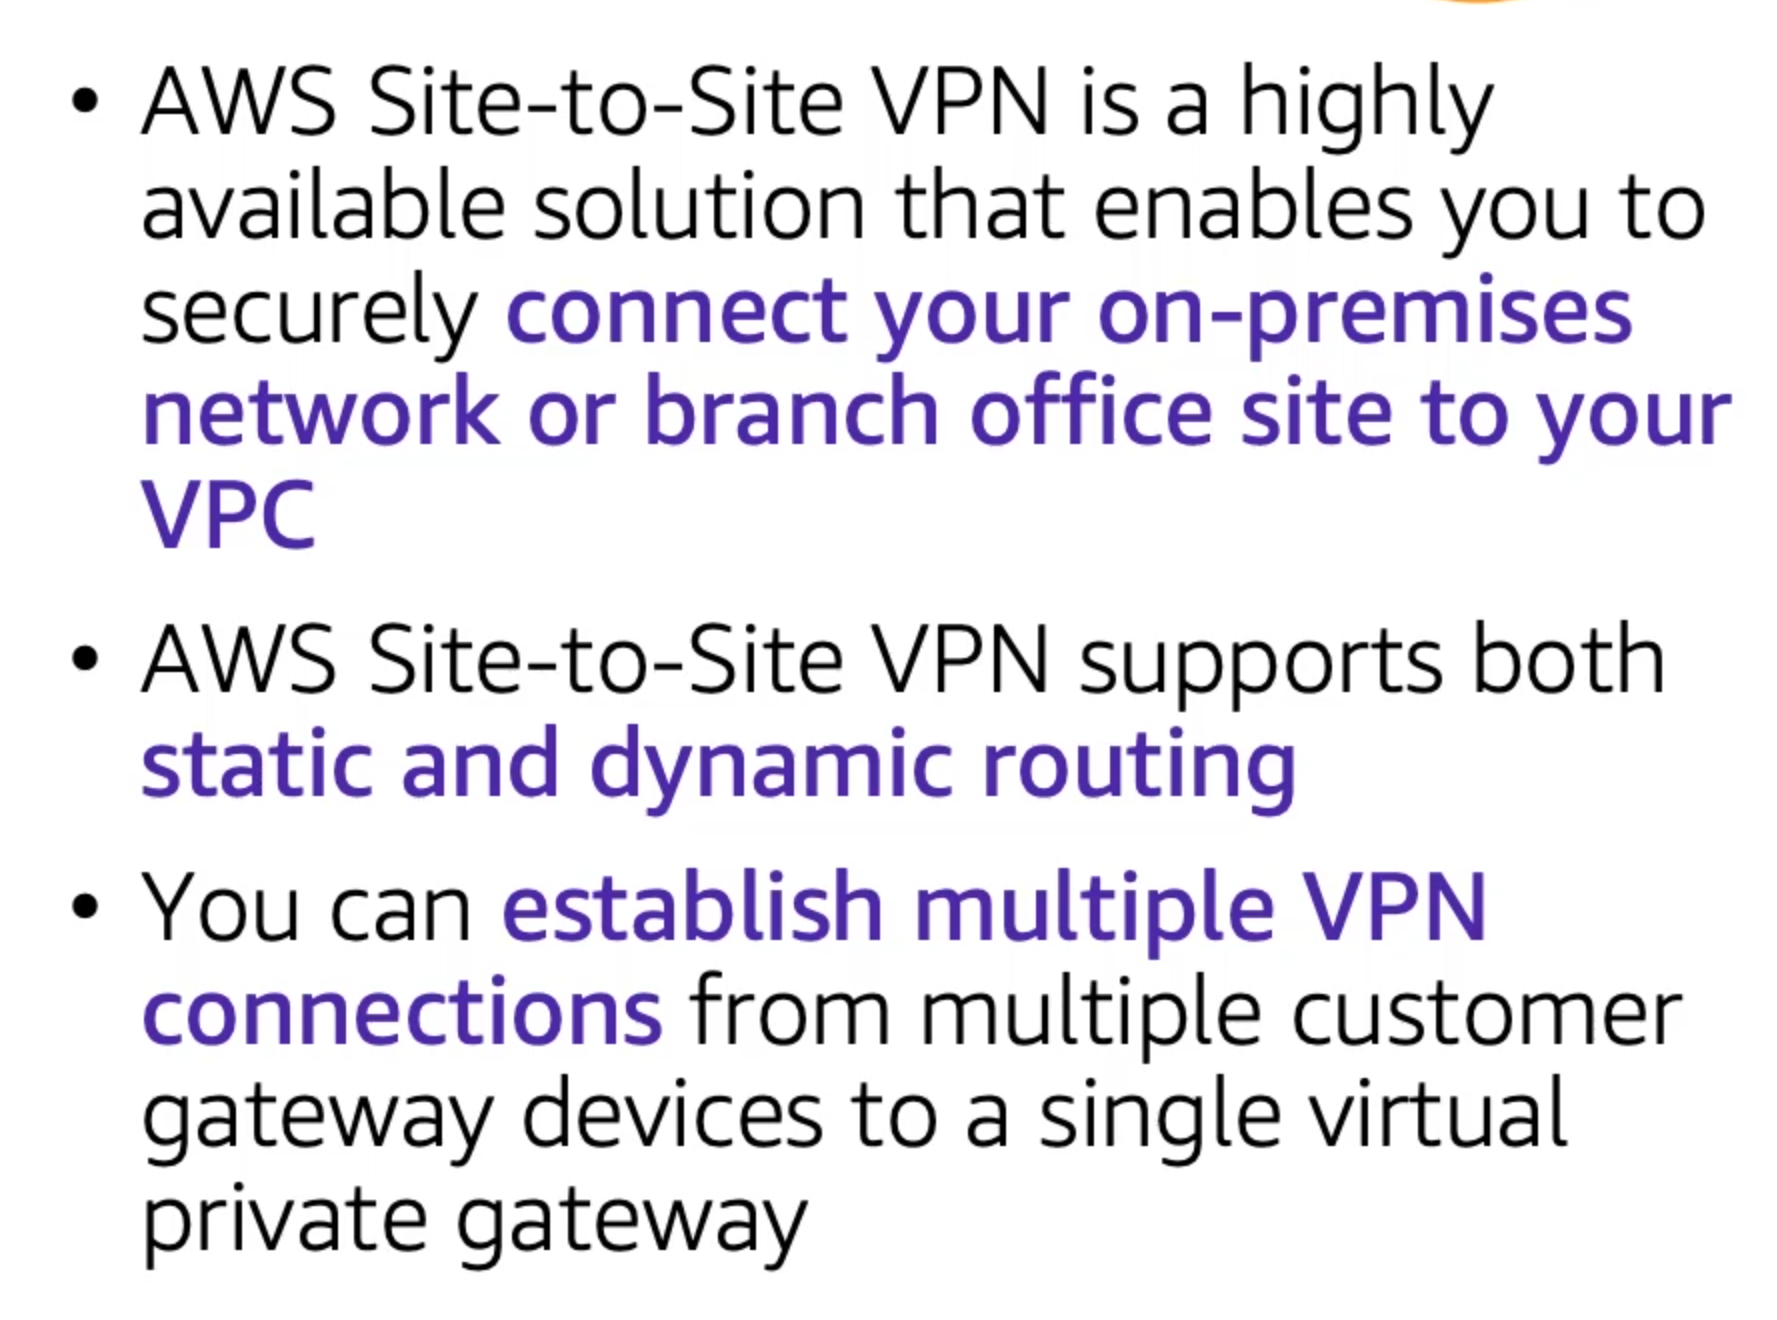 • AWS Site-to-Site VPN is a highly
available solution that enables you to
securely connect your on-premises
network or branch office site to your
VPC
• AWS Site-to-Site VPN supports both
static and dynamic routing
• You can establish multiple VPN
connections from multiple customer
gateway devices to a single virtual
private gateway